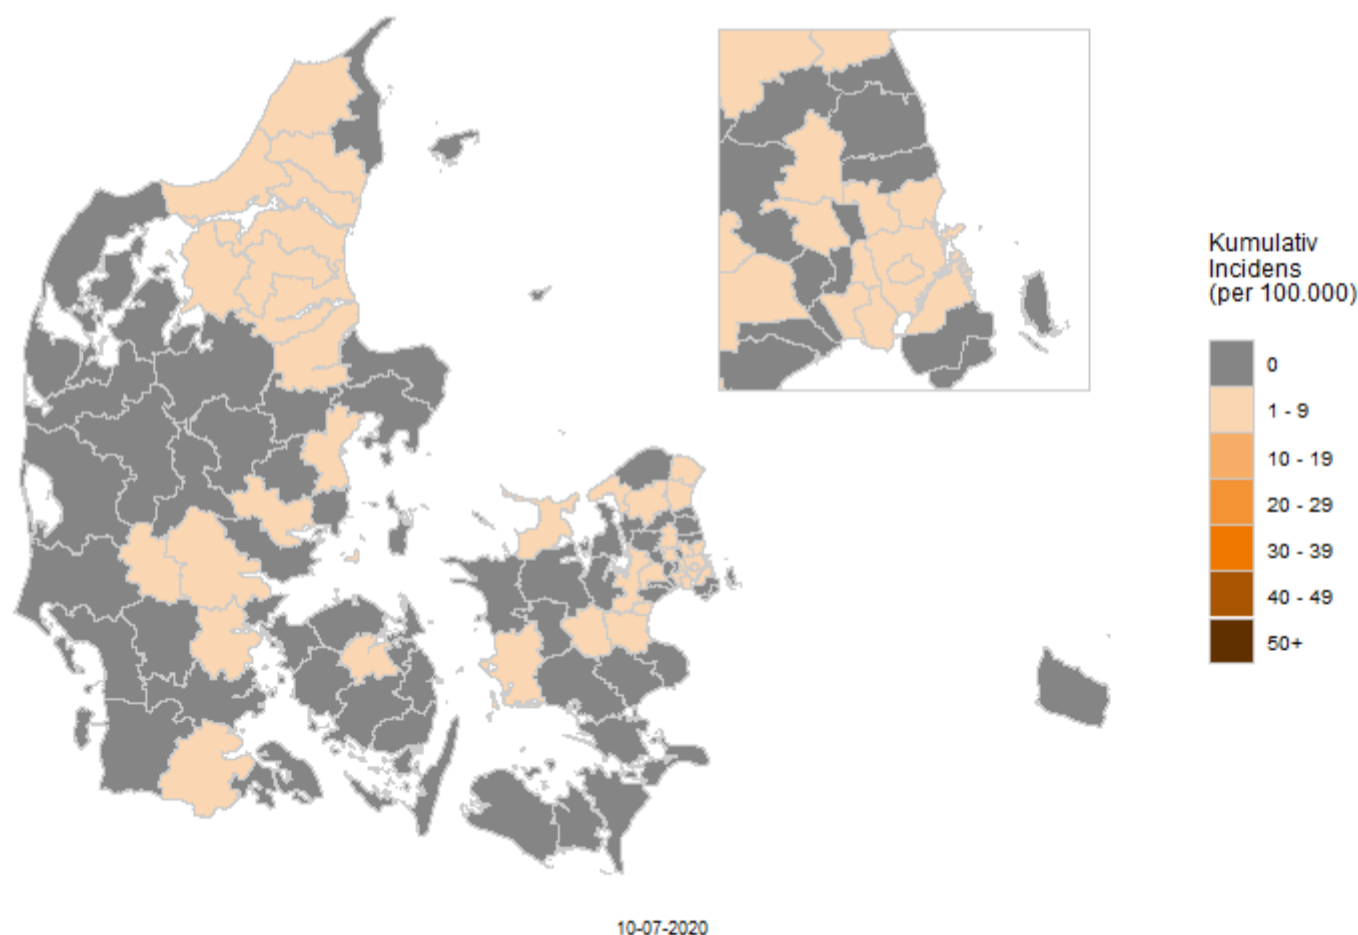 Kumulativ
Incidens
(per 100.000)
0
1 - 9
10 - 19
20 - 29
30 - 39
40 - 49
50+
10-07-2020